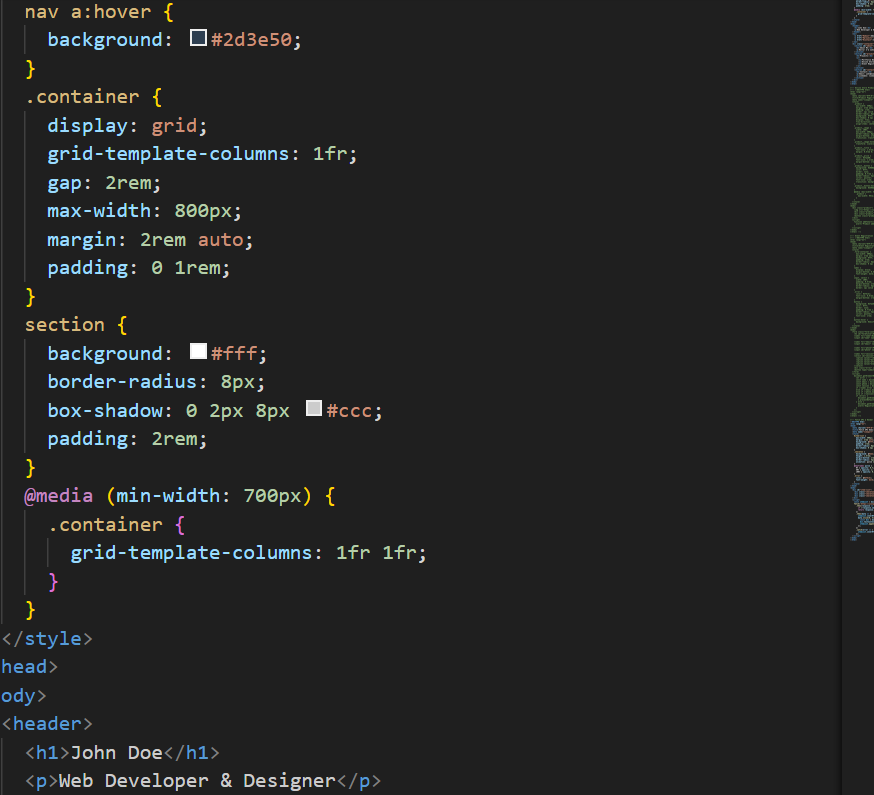 nav a:hover {
background: #2d3e50;
}
.container {
display: grid;
grid-template-columns: 1fr;
gap: 2rem;
max-width: 800px;
margin: 2rem auto;
padding: 0 1rem;
}
section {
background: #fff;
border-radius: 8px;
box-shadow: 0 2px 8px #ccc;
padding: 2rem;
}
@media (min-width: 700px) {
.container {
grid-template-columns: 1fr 1fr;
}
}
</style>
head>
ody>
<header>
<h1>John Doe</h1>
<p>Web Developer & Designer</p>